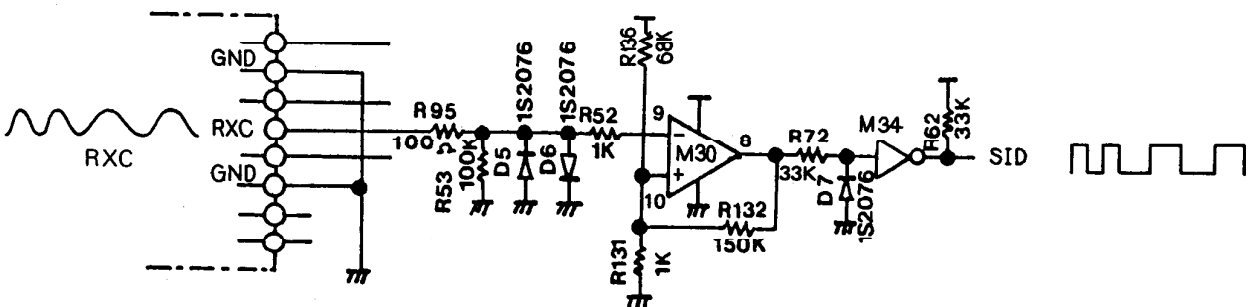 GND
RXC
GND
RXC
R95
100Ω
R53
100K
D5
1S2076
D6
1S2076
R52
1K
R136
68K
9
−
M30
+
10
8
R132
150K
R131
1K
R72
33K
D7
1S2076
M34
R62
33K
SID